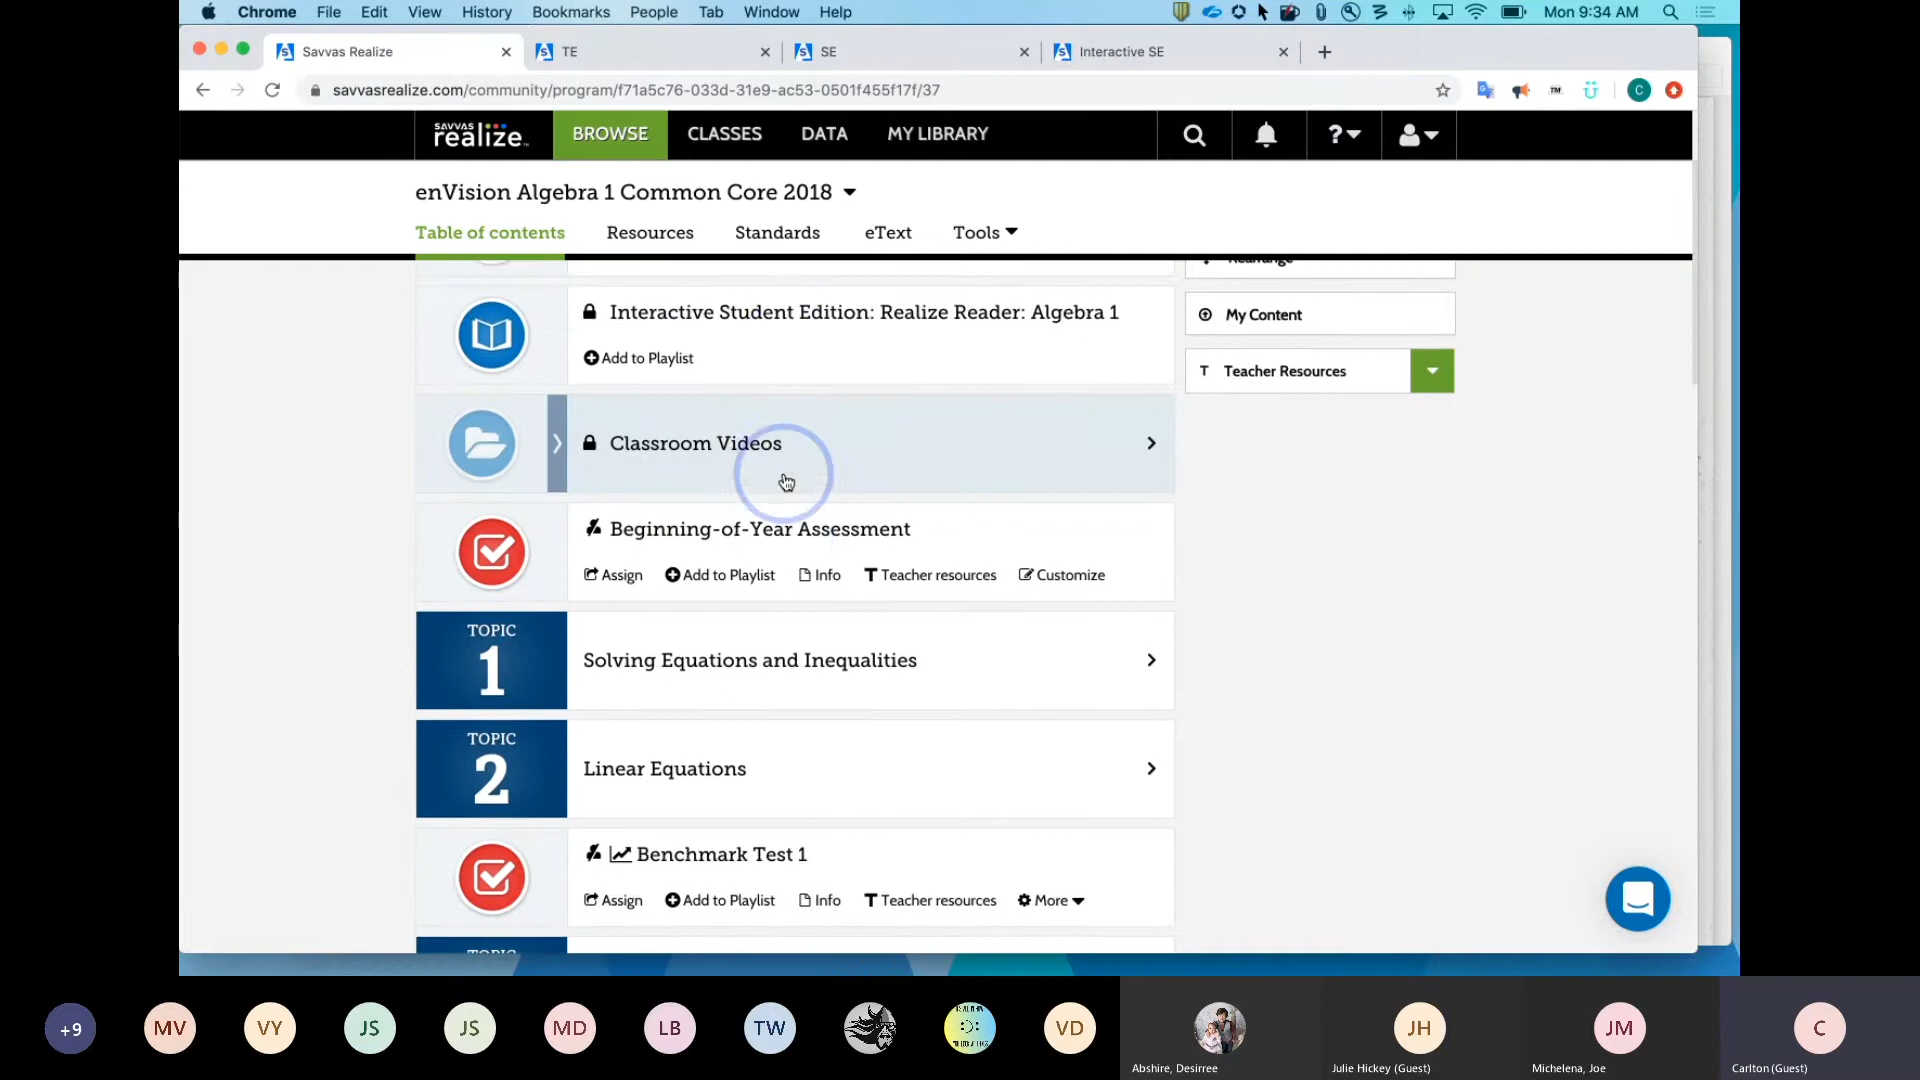 Chrome File Edit View History Bookmarks People Tab Window Help Mon 9:34 AM
Savvas Realize TE SE Interactive SE
savvasrealize.com/community/program/f71a5c76-033d-31e9-ac53-0501f455f17f/37 TM C
SAVVAS realize BROWSE CLASSES DATA MY LIBRARY ?
enVision Algebra 1 Common Core 2018
Table of contents Resources Standards eText Tools
Rearrange
Interactive Student Edition: Realize Reader: Algebra 1
My Content
Add to Playlist
T Teacher Resources
Classroom Videos
Beginning-of-Year Assessment
Assign Add to Playlist Info T Teacher resources Customize
TOPIC
1
Solving Equations and Inequalities
TOPIC
2
Linear Equations
Benchmark Test 1
Assign Add to Playlist Info T Teacher resources More
TOPIC
+9 MV VY JS JS MD LB TW VD JH JM C
Abshire, Desirree Julie Hickey (Guest) Michelena, Joe Carlton (Guest)